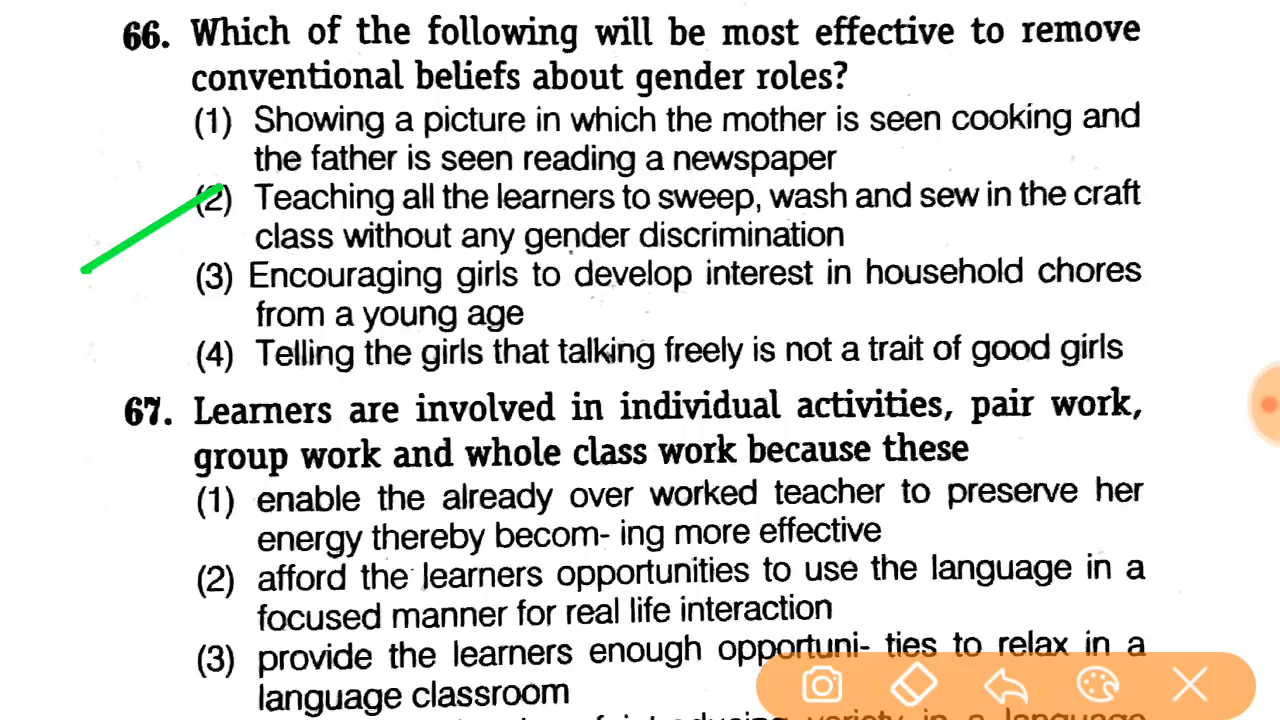 66. Which of the following will be most effective to remove
conventional beliefs about gender roles?
(1) Showing a picture in which the mother is seen cooking and
the father is seen reading a newspaper
(2) Teaching all the learners to sweep, wash and sew in the craft
class without any gender discrimination
(3) Encouraging girls to develop interest in household chores
from a young age
(4) Telling the girls that talking freely is not a trait of good girls
67. Learners are involved in individual activities, pair work,
group work and whole class work because these
(1) enable the already over worked teacher to preserve her
energy thereby becom- ing more effective
(2) afford the learners opportunities to use the language in a
focused manner for real life interaction
(3) provide the learners enough opportuni- ties to relax in a
language classroom
variety in a language